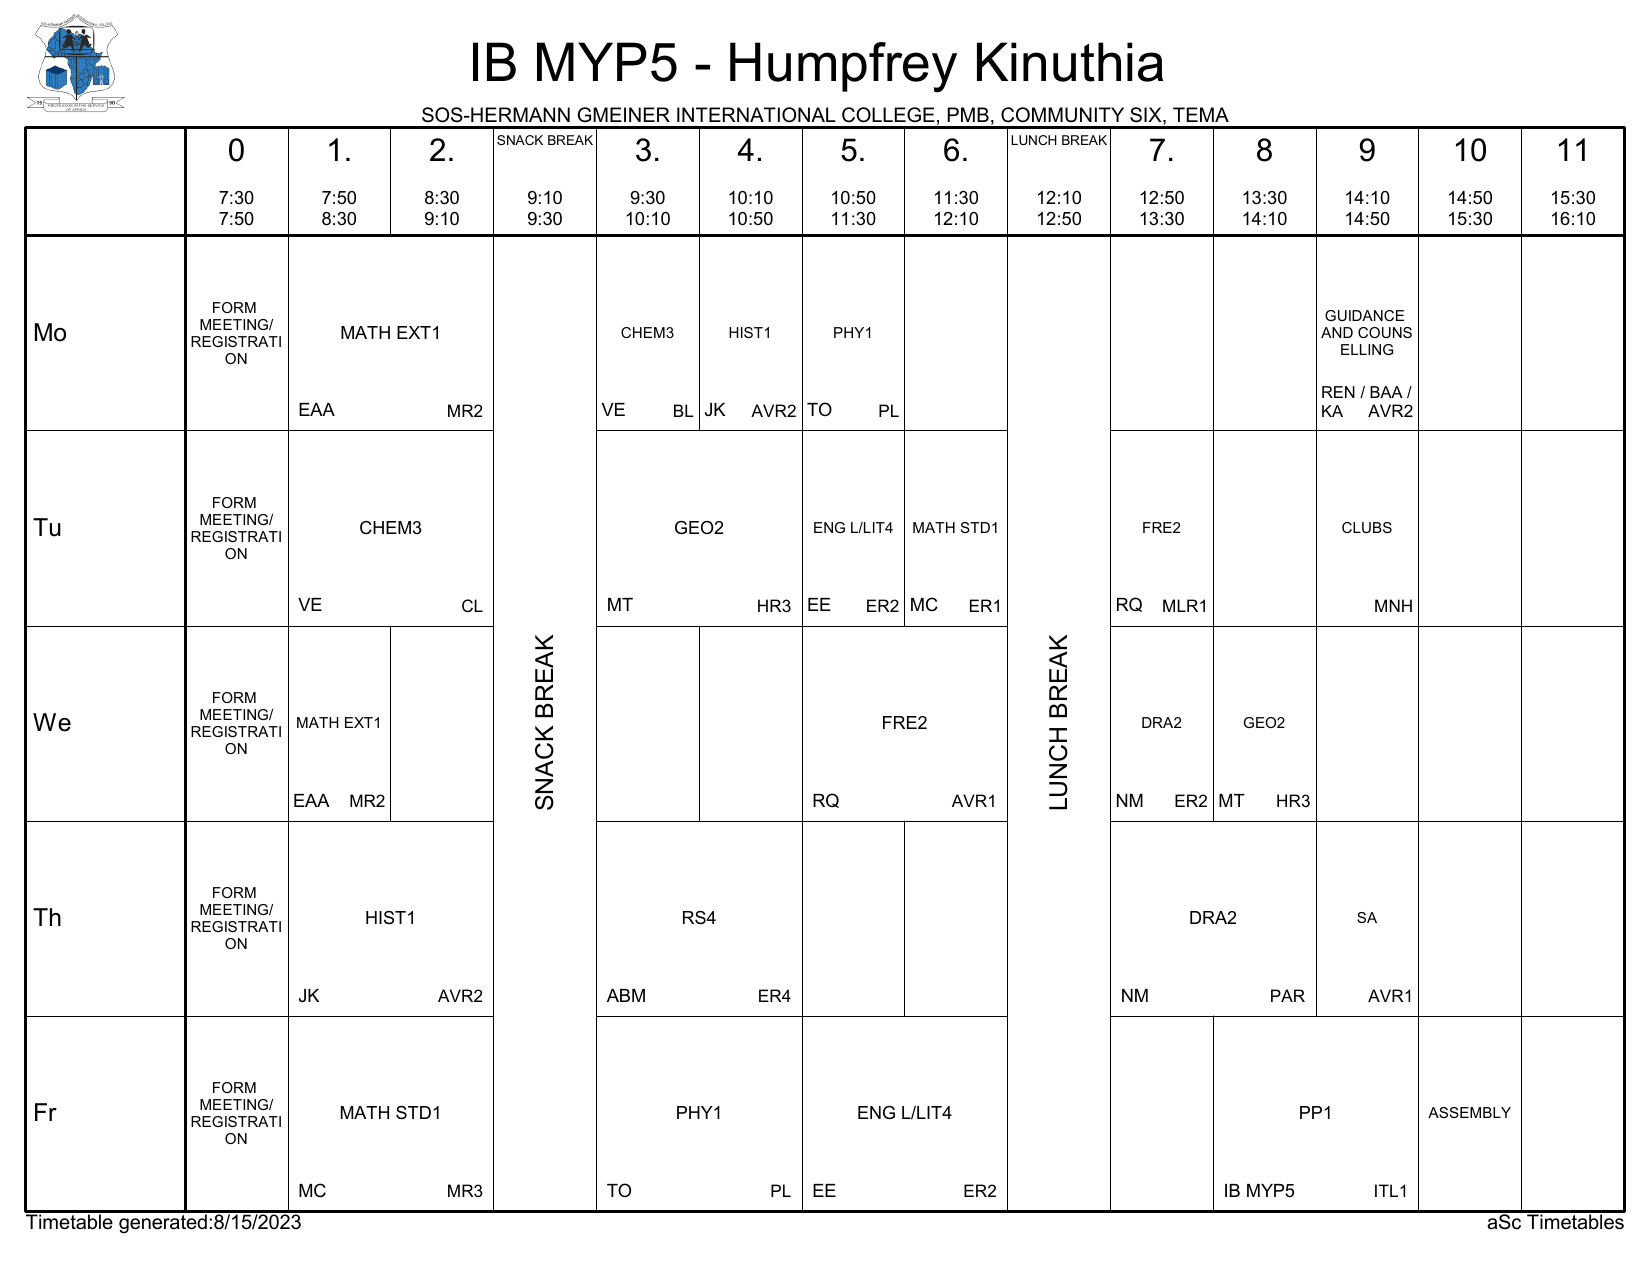 IB MYP5 - Humpfrey Kinuthia
SOS-HERMANN GMEINER INTERNATIONAL COLLEGE, PMB, COMMUNITY SIX, TEMA
0 1. 2. SNACK BREAK 3. 4. 5. 6. LUNCH BREAK 7. 8 9 10 11
7:30 7:50 8:30 9:10 9:30 10:10 10:50 11:30 12:10 12:50 13:30 14:10 14:50 15:30
7:50 8:30 9:10 9:30 10:10 10:50 11:30 12:10 12:50 13:30 14:10 14:50 15:30 16:10
Mo
FORM
MEETING/
REGISTRATI
ON
MATH EXT1
EAA MR2
CHEM3
VE BL
HIST1
JK AVR2
PHY1
TO PL
GUIDANCE
AND COUNS
ELLING
REN / BAA /
KA AVR2
Tu
FORM
MEETING/
REGISTRATI
ON
CHEM3
VE CL
GEO2
MT HR3
ENG L/LIT4
EE ER2
MATH STD1
MC ER1
FRE2
RQ MLR1
CLUBS
MNH
We
FORM
MEETING/
REGISTRATI
ON
MATH EXT1
EAA MR2
SNACK BREAK
FRE2
RQ AVR1
LUNCH BREAK
DRA2
NM ER2
GEO2
MT HR3
Th
FORM
MEETING/
REGISTRATI
ON
HIST1
JK AVR2
RS4
ABM ER4
DRA2
NM PAR
SA
AVR1
Fr
FORM
MEETING/
REGISTRATI
ON
MATH STD1
MC MR3
PHY1
TO PL
ENG L/LIT4
EE ER2
PP1
IB MYP5 ITL1
ASSEMBLY
Timetable generated:8/15/2023
aSc Timetables